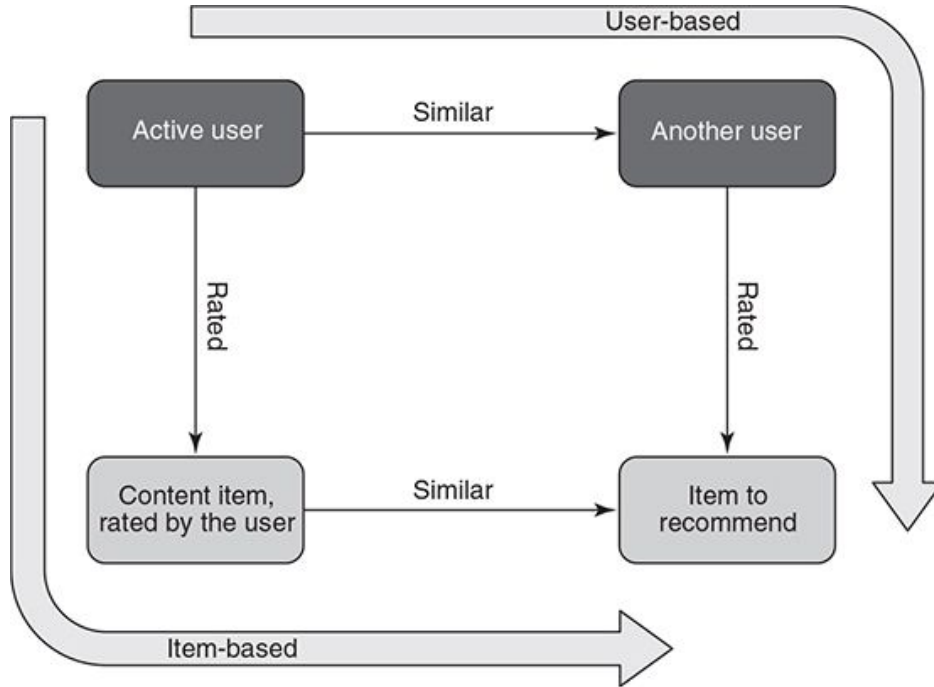 User-based
Active user
Similar
Another user
Rated
Rated
Content item,
rated by the user
Similar
Item to
recommend
Item-based